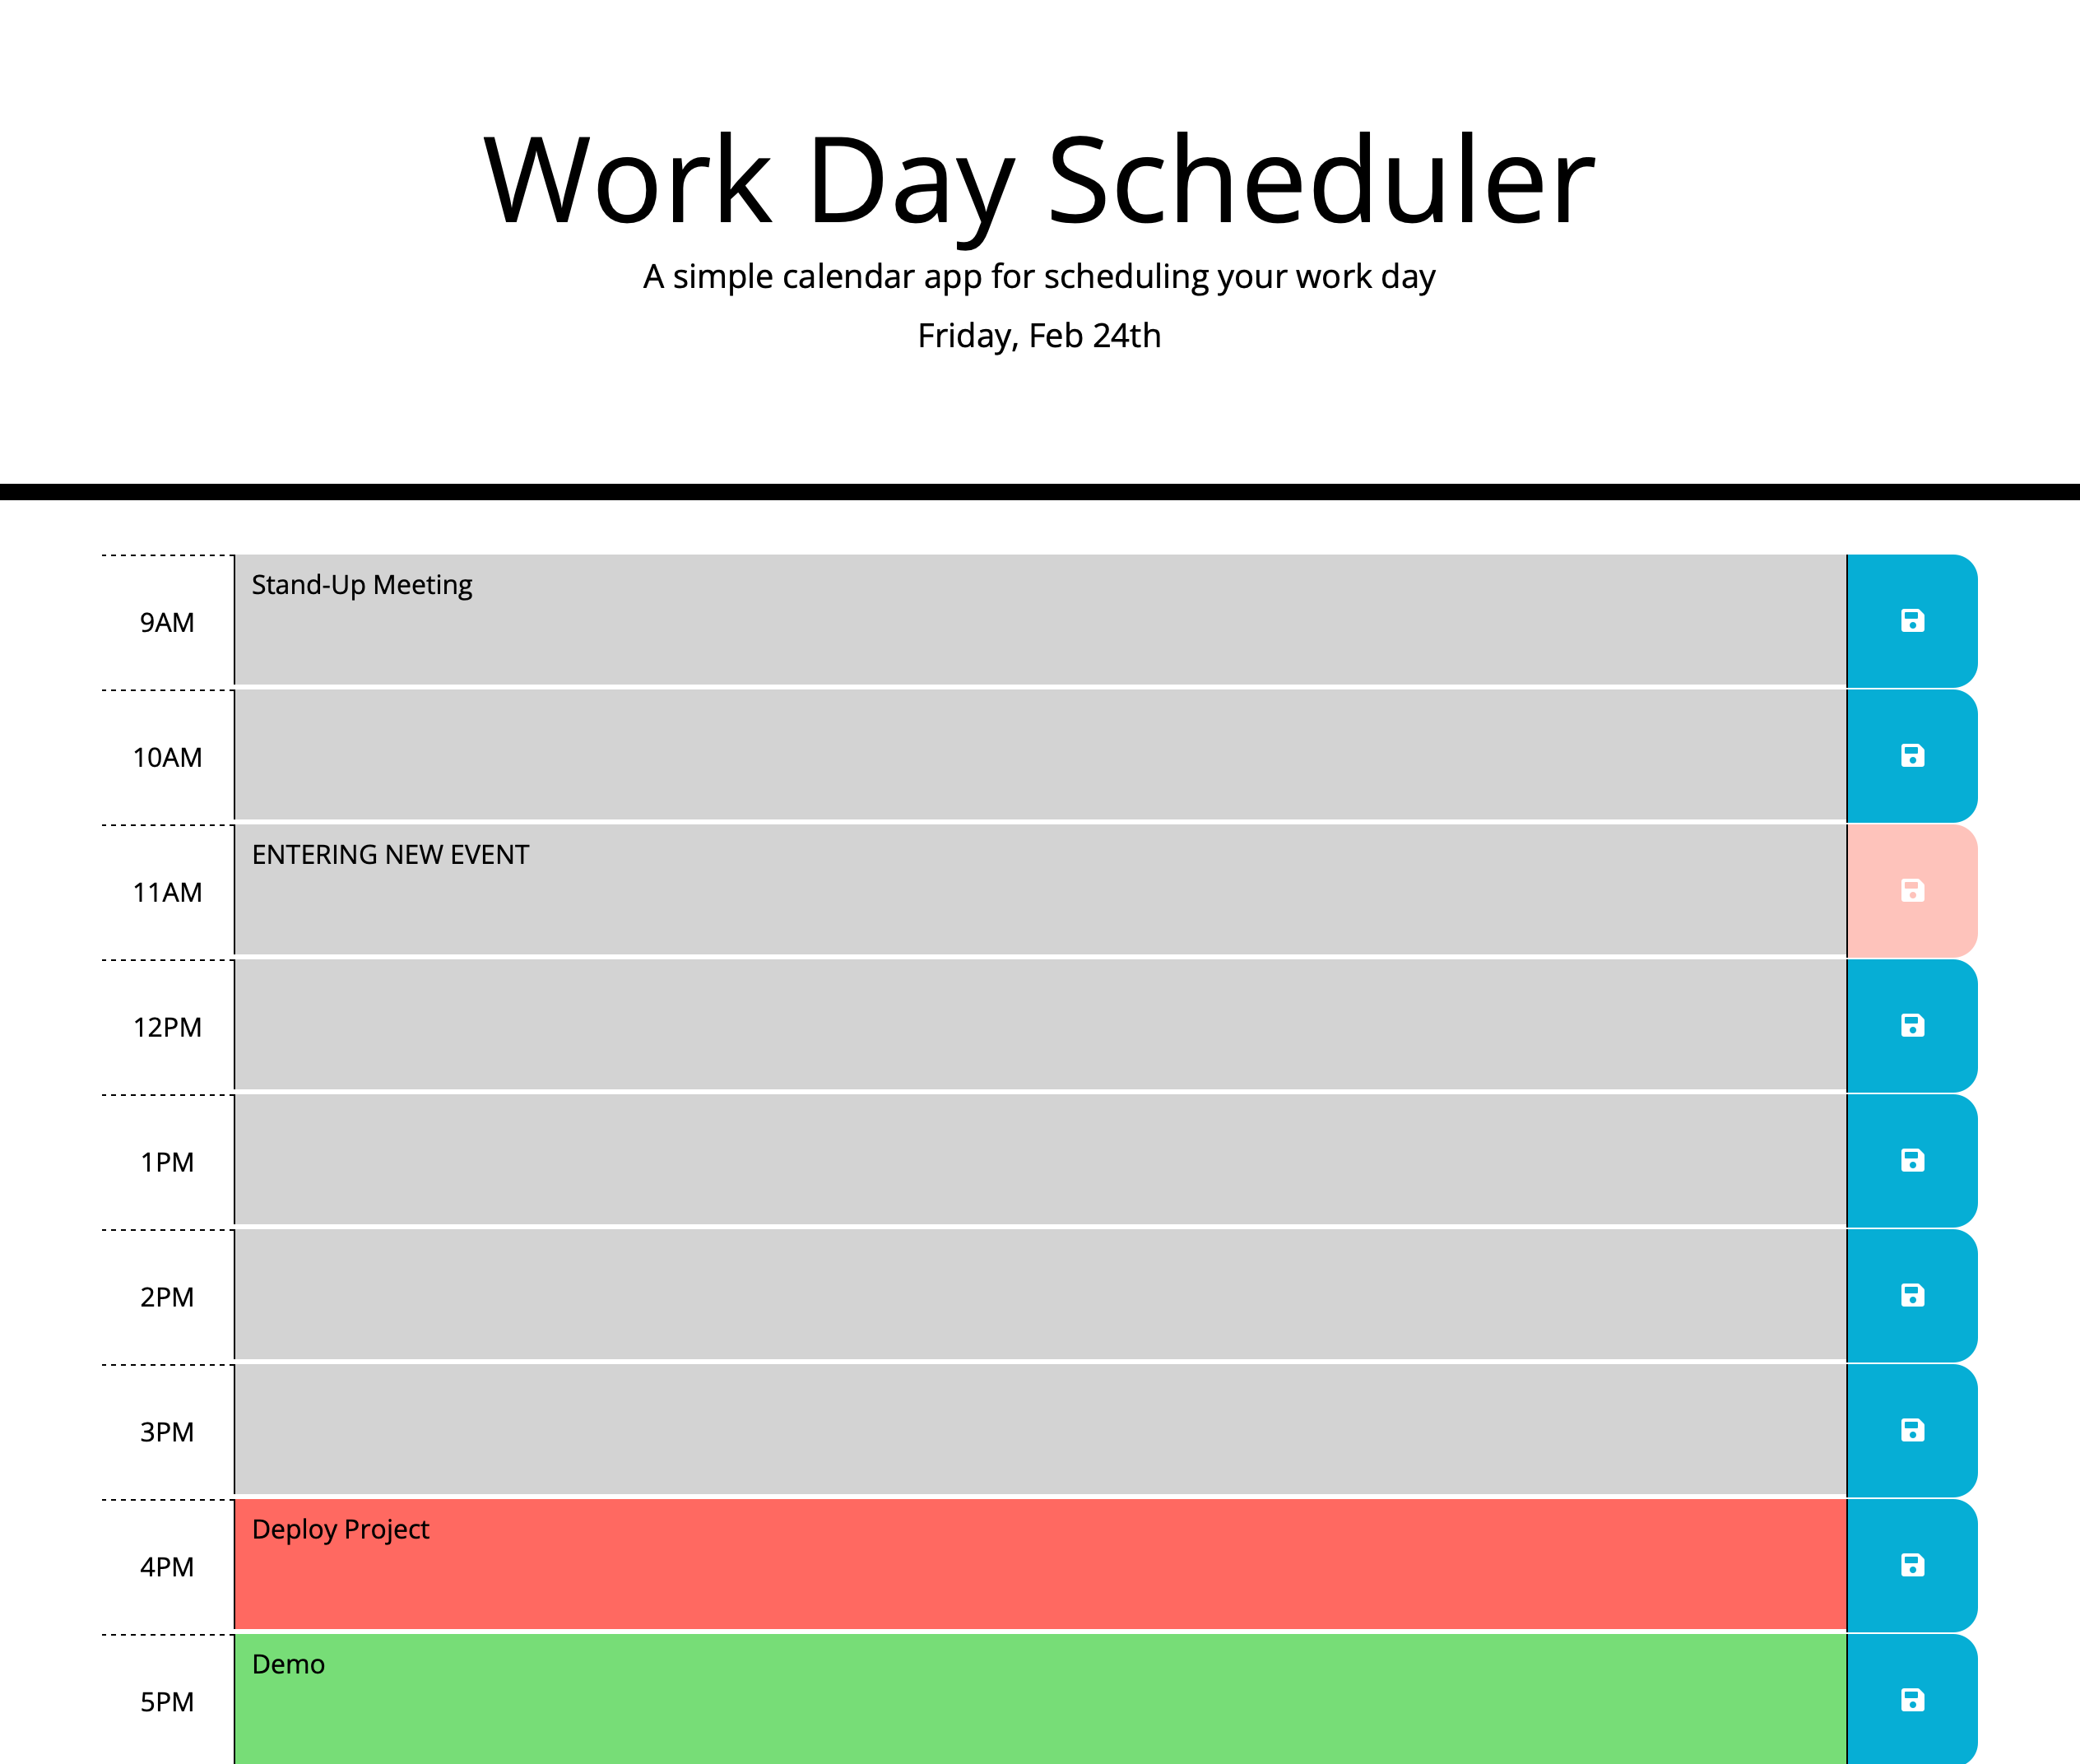 Work Day Scheduler
A simple calendar app for scheduling your work day
Friday, Feb 24th
9AM
Stand-Up Meeting
10AM
11AM
ENTERING NEW EVENT
12PM
1PM
2PM
3PM
4PM
Deploy Project
5PM
Demo